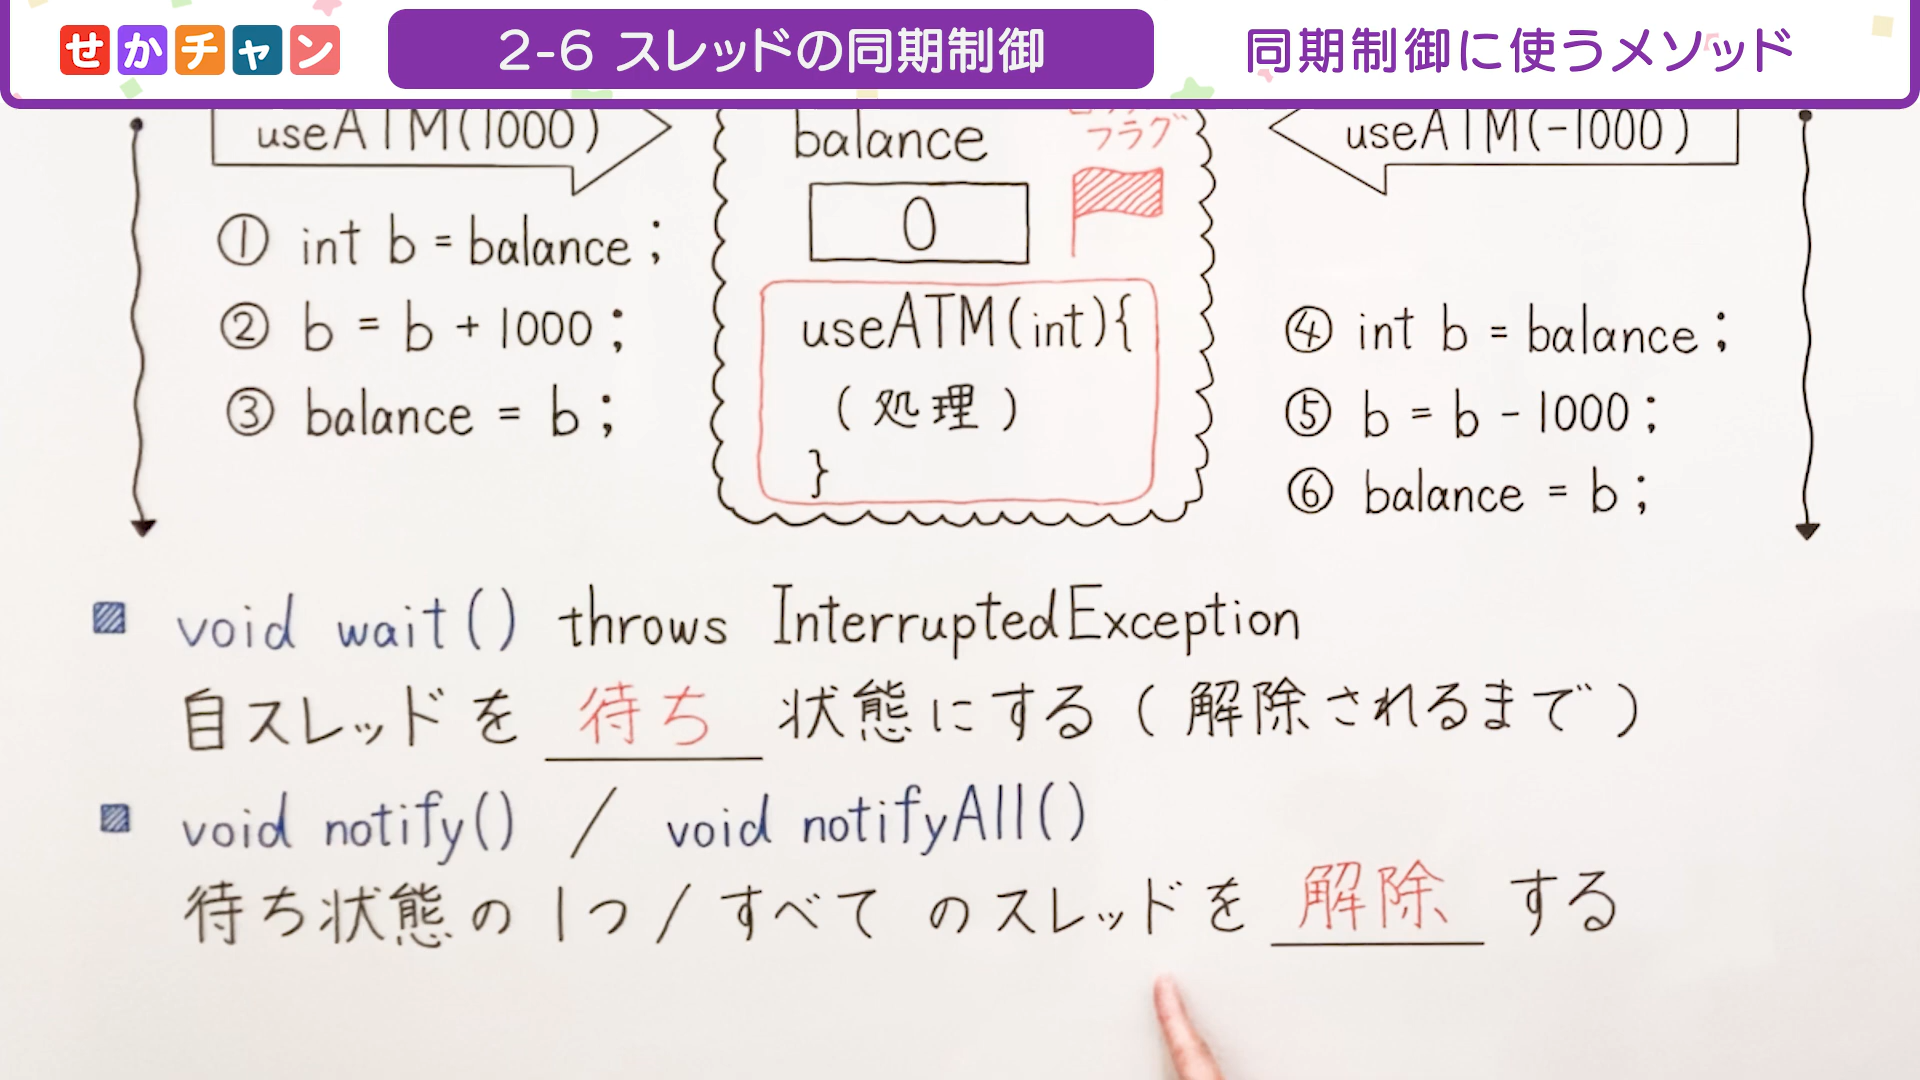 せかチャン
2-6 スレッドの同期制御
同期制御に使うメソッド
useATM(1000)
① int b = balance ;
② b = b + 1000 ;
③ balance = b ;
balance
フラグ
0
useATM(int){
(処理)
}
useATM(-1000)
④ int b = balance ;
⑤ b = b - 1000 ;
⑥ balance = b ;
void wait() throws InterruptedException
自スレッドを 待ち 状態にする (解除されるまで)
void notify() / void notifyAll()
待ち状態の 1つ / すべて のスレッドを 解除 する